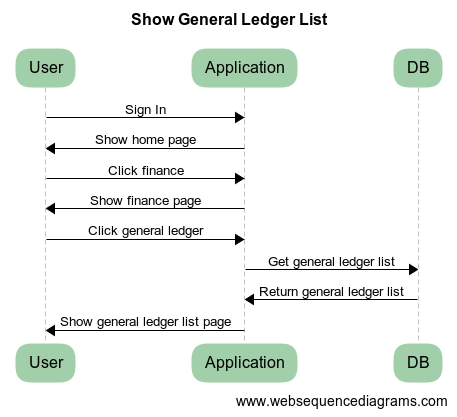 Show General Ledger List
User
Application
DB
Sign In
Show home page
Click finance
Show finance page
Click general ledger
Get general ledger list
Return general ledger list
Show general ledger list page
User
Application
DB
www.websequencediagrams.com